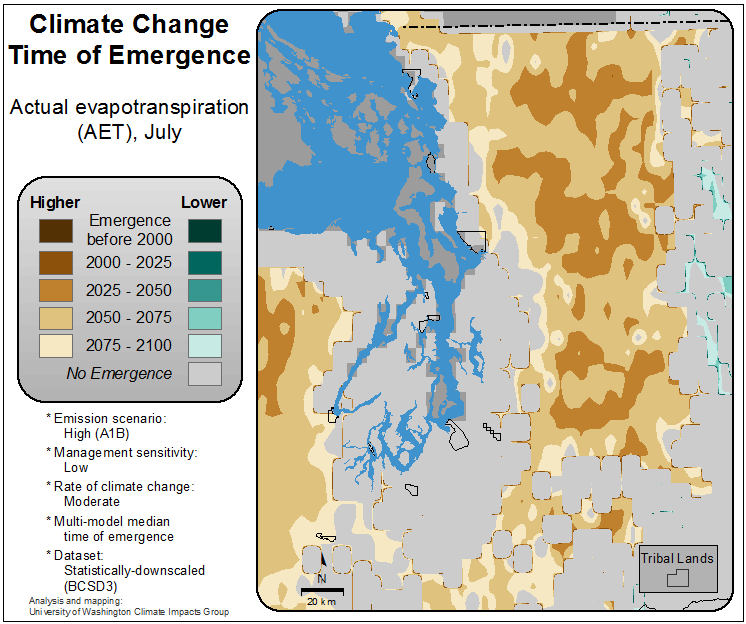 Climate Change
Time of Emergence
Actual evapotranspiration
(AET), July
Higher Lower
Emergence
before 2000
2000 - 2025
2025 - 2050
2050 - 2075
2075 - 2100
No Emergence
* Emission scenario:
High (A1B)
* Management sensitivity:
Low
* Rate of climate change:
Moderate
* Multi-model median
time of emergence
* Dataset:
Statistically-downscaled
(BCSD3)
Analysis and mapping:
University of Washington Climate Impacts Group
N
20 km
Tribal Lands